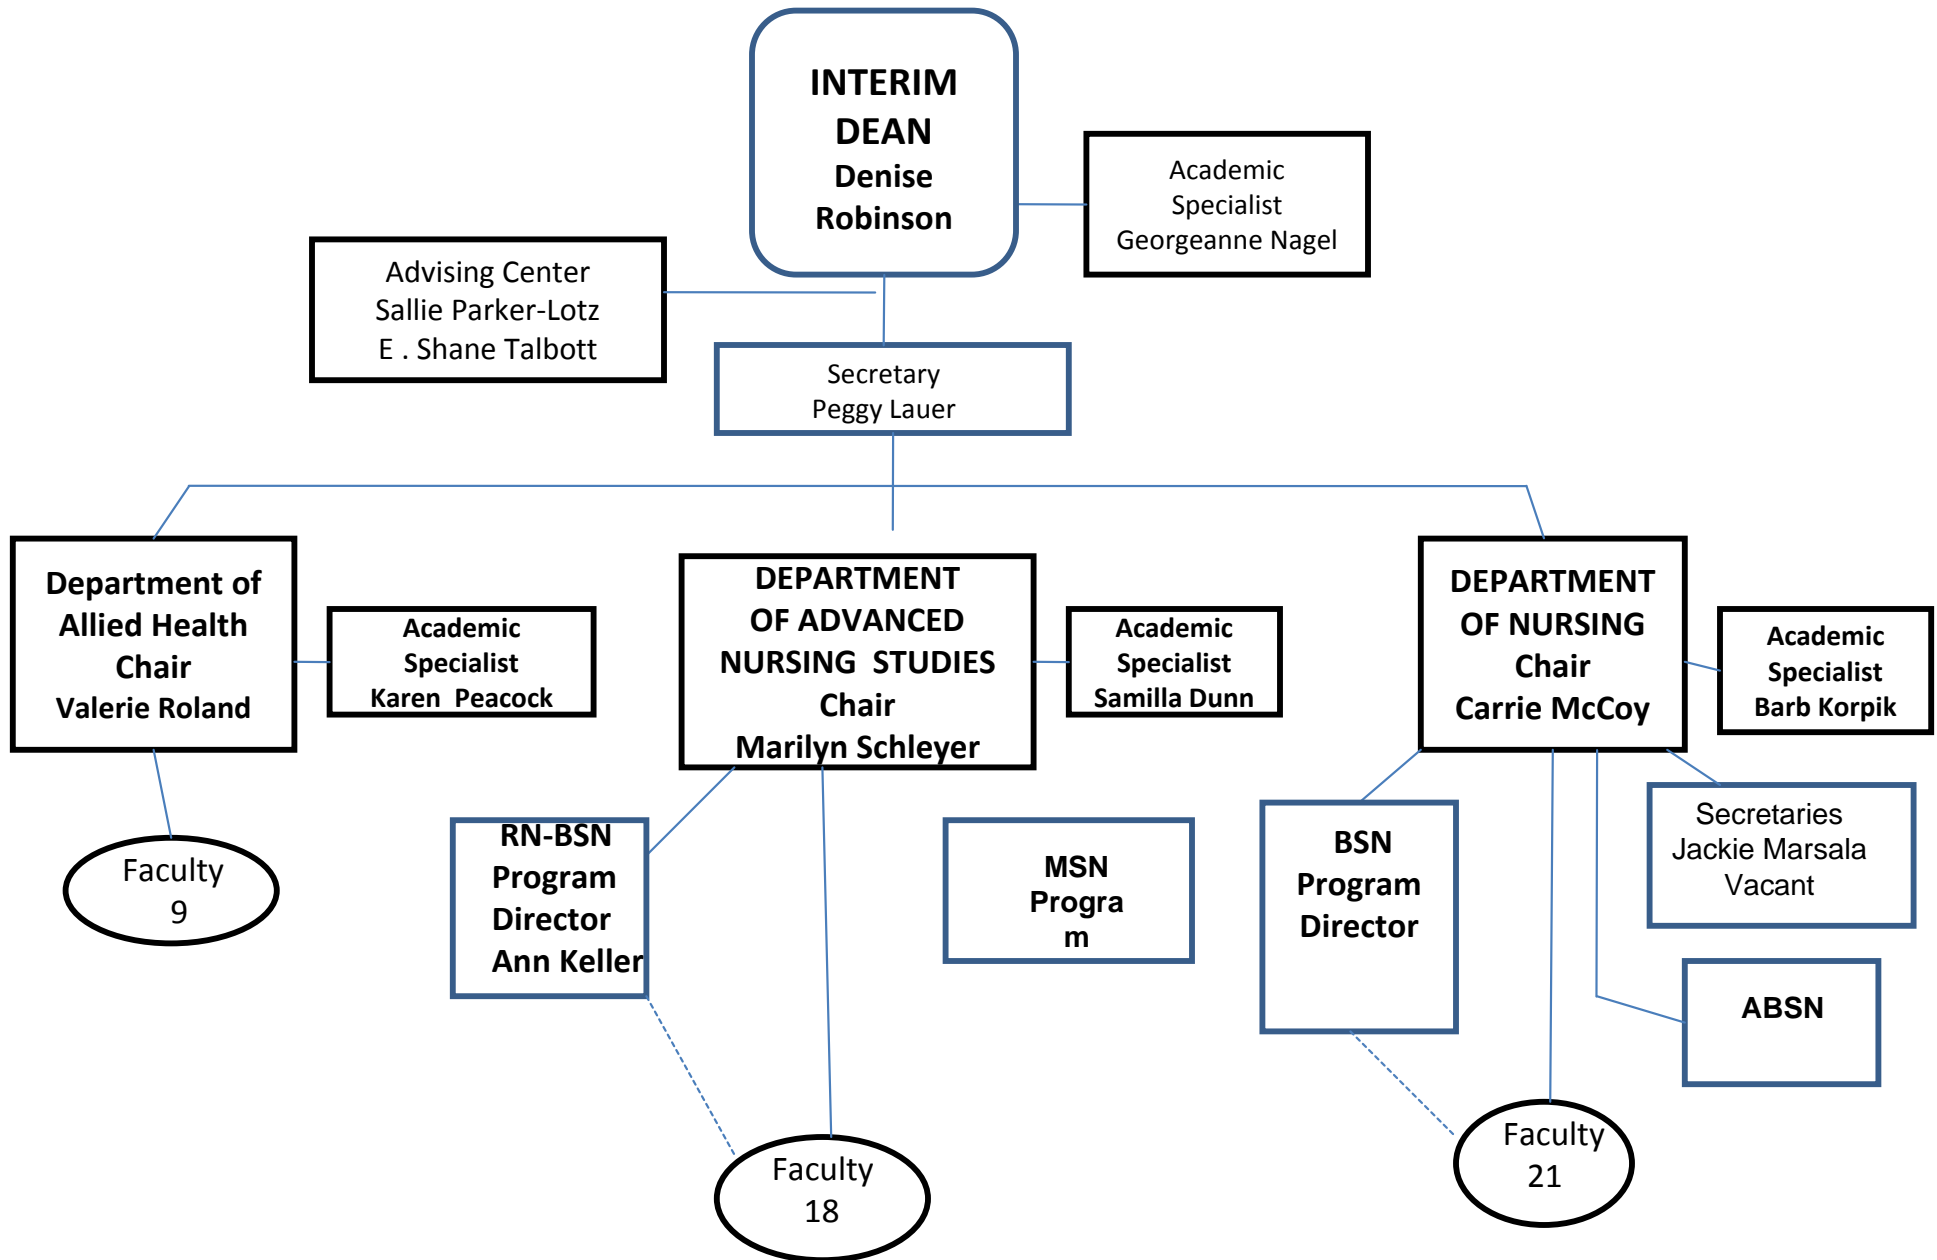 INTERIM
DEAN
Denise
Robinson
Academic
Specialist
Georgeanne Nagel
Advising Center
Sallie Parker-Lotz
E . Shane Talbott
Secretary
Peggy Lauer
Department of
Allied Health
Chair
Valerie Roland
Academic
Specialist
Karen Peacock
DEPARTMENT
OF ADVANCED
NURSING STUDIES
Chair
Marilyn Schleyer
Academic
Specialist
Samilla Dunn
DEPARTMENT
OF NURSING
Chair
Carrie McCoy
Academic
Specialist
Barb Korpik
Faculty
9
RN-BSN
Program
Director
Ann Keller
MSN
Progra
m
BSN
Program
Director
Secretaries
Jackie Marsala
Vacant
ABSN
Faculty
18
Faculty
21